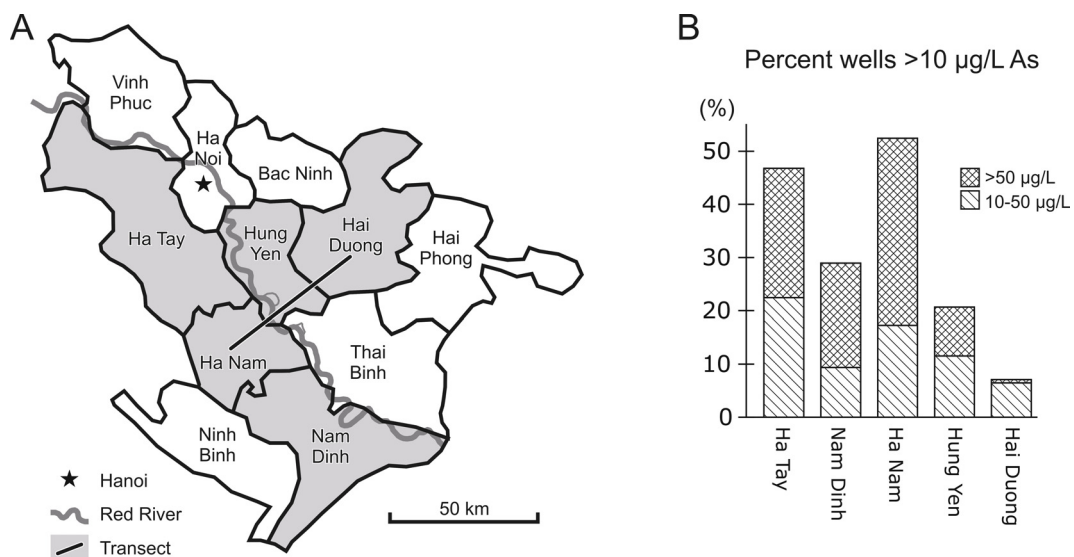 A
Vinh
Phuc
Ha
Noi
Bac Ninh
Ha Tay
Hung
Yen
Hai
Duong
Hai
Phong
Ha Nam
Thai
Binh
Ninh
Binh
Nam
Dinh
Hanoi
Red River
Transect
50 km
B
Percent wells >10 µg/L As
(%)
50
40
30
20
10
0
>50 µg/L
10-50 µg/L
Ha Tay
Nam Dinh
Ha Nam
Hung Yen
Hai Duong